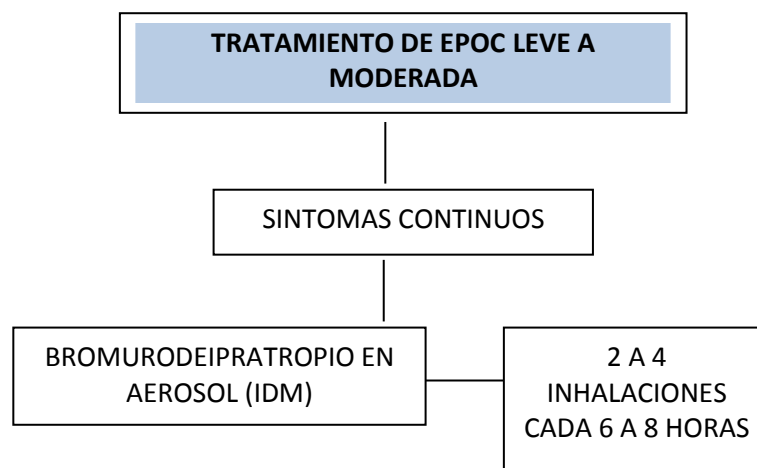 TRATAMIENTO DE EPOC LEVE A
MODERADA
SINTOMAS CONTINUOS
BROMURODEIPRATROPIO EN
AEROSOL (IDM)
2 A 4
INHALACIONES
CADA 6 A 8 HORAS